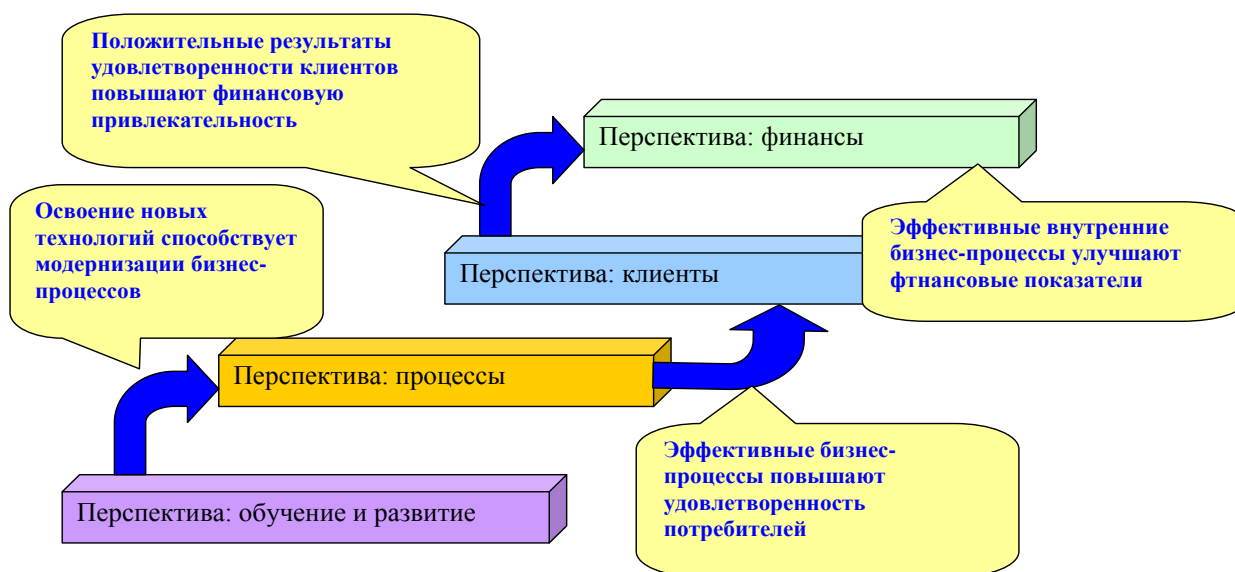 Положительные результаты
удовлетворенности клиентов
повышают финансовую
привлекательность
Перспектива: финансы
Освоение новых
технологий способствует
модернизации бизнес-
процессов
Перспектива: клиенты
Эффективные внутренние
бизнес-процессы улучшают
фтнансовые показатели
Перспектива: процессы
Эффективные бизнес-
процессы повышают
удовлетворенность
потребителей
Перспектива: обучение и развитие